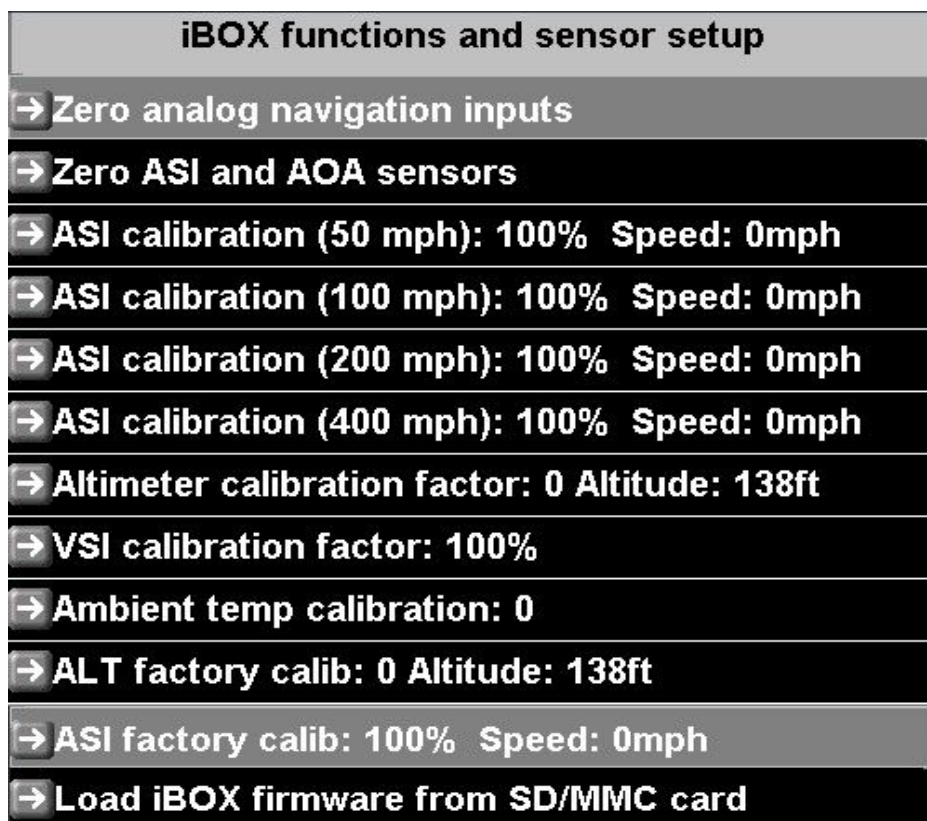 iBOX functions and sensor setup
Zero analog navigation inputs
Zero ASI and AOA sensors
ASI calibration (50 mph): 100% Speed: 0mph
ASI calibration (100 mph): 100% Speed: 0mph
ASI calibration (200 mph): 100% Speed: 0mph
ASI calibration (400 mph): 100% Speed: 0mph
Altimeter calibration factor: 0 Altitude: 138ft
VSI calibration factor: 100%
Ambient temp calibration: 0
ALT factory calib: 0 Altitude: 138ft
ASI factory calib: 100% Speed: 0mph
Load iBOX firmware from SD/MMC card